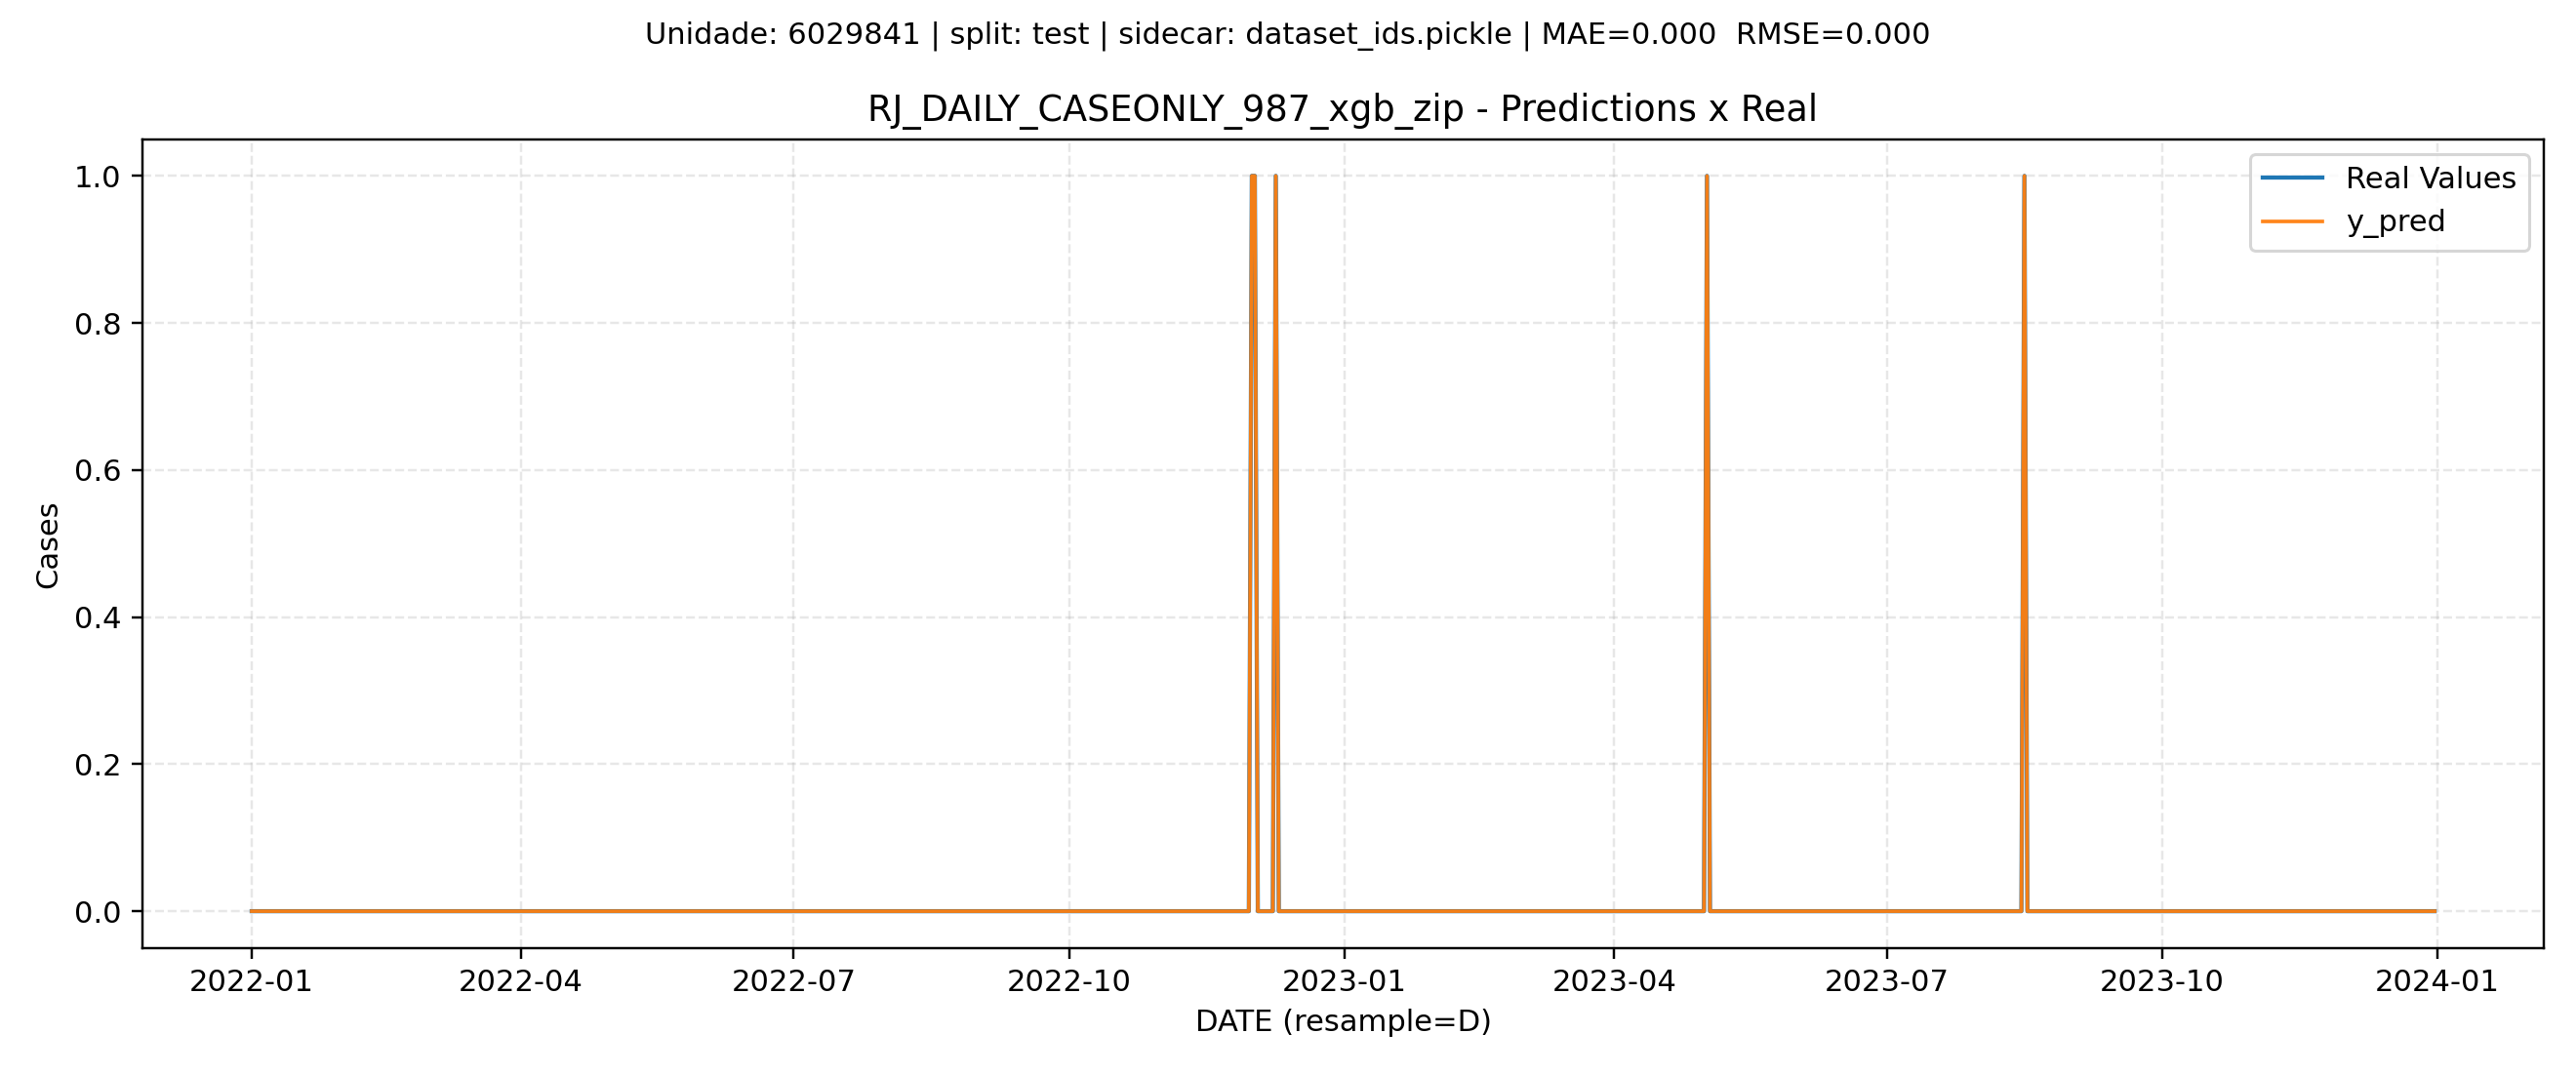 Unidade: 6029841 | split: test | sidecar: dataset_ids.pickle | MAE=0.000  RMSE=0.000
RJ_DAILY_CASEONLY_987_xgb_zip - Predictions x Real
Real Values
y_pred
1.0
0.8
0.6
0.4
0.2
0.0
Cases
2022-01
2022-04
2022-07
2022-10
2023-01
2023-04
2023-07
2023-10
2024-01
DATE (resample=D)